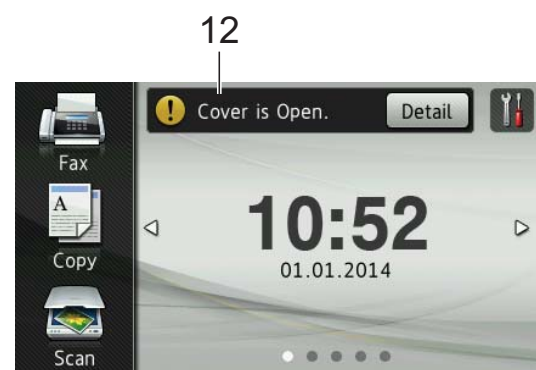 12
Cover is Open.
Detail
Fax
A
Copy
Scan
10:52
01.01.2014